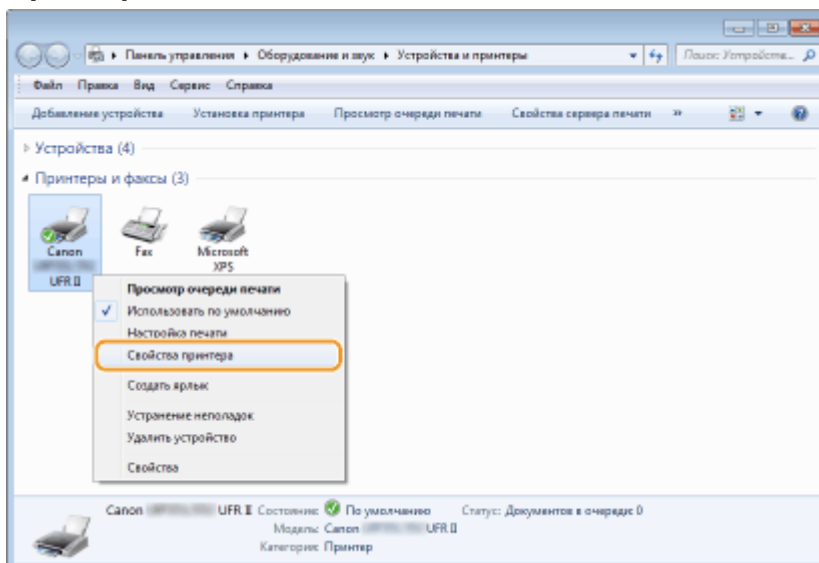 Панель управления ▸ Оборудование и звук ▸ Устройства и принтеры
Поиск: Устройств...
Файл Правка Вид Сервис Справка
Добавление устройства Установка принтера Просмотр очереди печати Свойства сервера печати »
Устройства (4)
Принтеры и факсы (3)
Canon
UFR II
Fax
Microsoft
XPS
Просмотр очереди печати
Использовать по умолчанию
Настройка печати
Свойства принтера
Создать ярлык
Устранение неполадок
Удалить устройство
Свойства
Canon UFR II Состояние: По умолчанию Статус: Документов в очереди: 0
Модель: Canon UFR II
Категория: Принтер